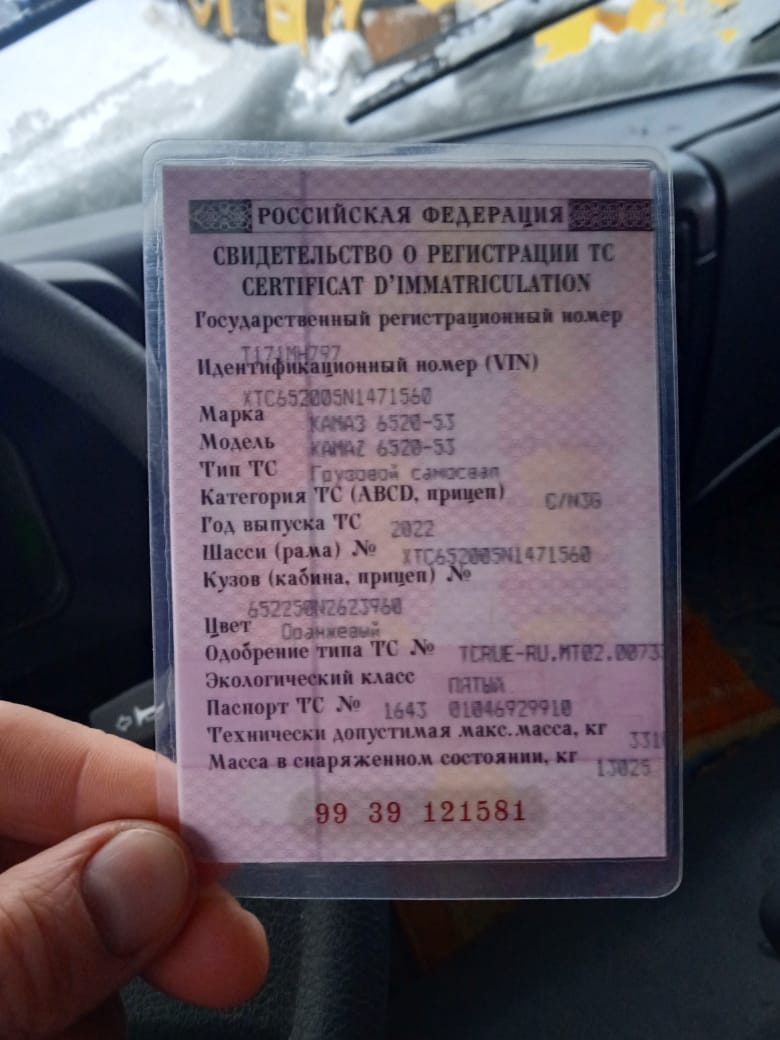 РОССИЙСКАЯ ФЕДЕРАЦИЯ
СВИДЕТЕЛЬСТВО О РЕГИСТРАЦИИ ТС
CERTIFICAT D'IMMATRICULATION
Государственный регистрационный номер
Т171МН797
Идентификационный номер (VIN)
XTC652005N1471560
Марка КАМАЗ 6520-53
Модель KAMAZ 6520-53
Тип ТС Грузовой самосвал
Категория ТС (ABCD, прицеп) C/N3G
Год выпуска ТС 2022
Шасси (рама) № XTC652005N1471560
Кузов (кабина, прицеп) №
652250N2623960
Цвет Оранжевый
Одобрение типа ТС № TCRUE-RU.MT02.0073
Экологический класс ПЯТЫЙ
Паспорт ТС № 1643 01046929910
Технически допустимая макс.масса, кг 331
Масса в снаряженном состоянии, кг 13025
99 39 121581